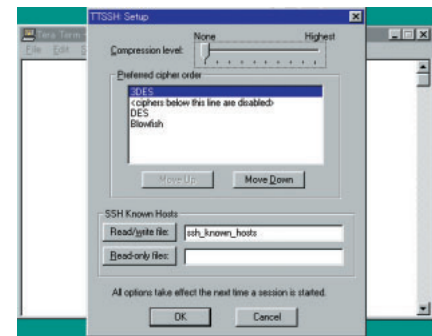 TTSSH: Setup
Tera Term
File Edit S
None Highest
Compression level:
Preferred cipher order
3DES
<ciphers below this line are disabled>
DES
Blowfish
Move Up Move Down
SSH Known Hosts
Read/write file: ssh_known_hosts
Read-only files:
All options take effect the next time a session is started.
OK Cancel